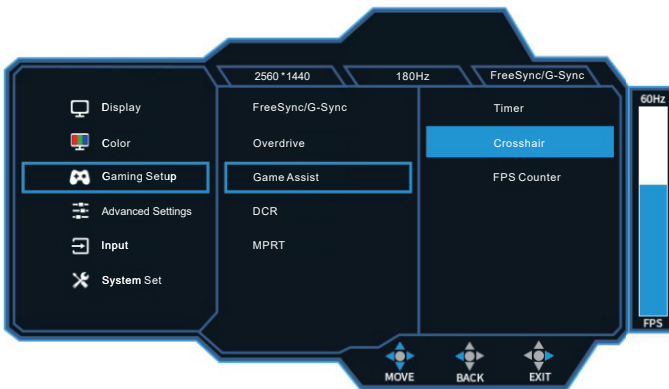 2560*1440
180Hz
FreeSync/G-Sync
60Hz
Display
Color
Gaming Setup
Advanced Settings
Input
System Set
FreeSync/G-Sync
Overdrive
Game Assist
DCR
MPRT
Timer
Crosshair
FPS Counter
FPS
MOVE
BACK
EXIT